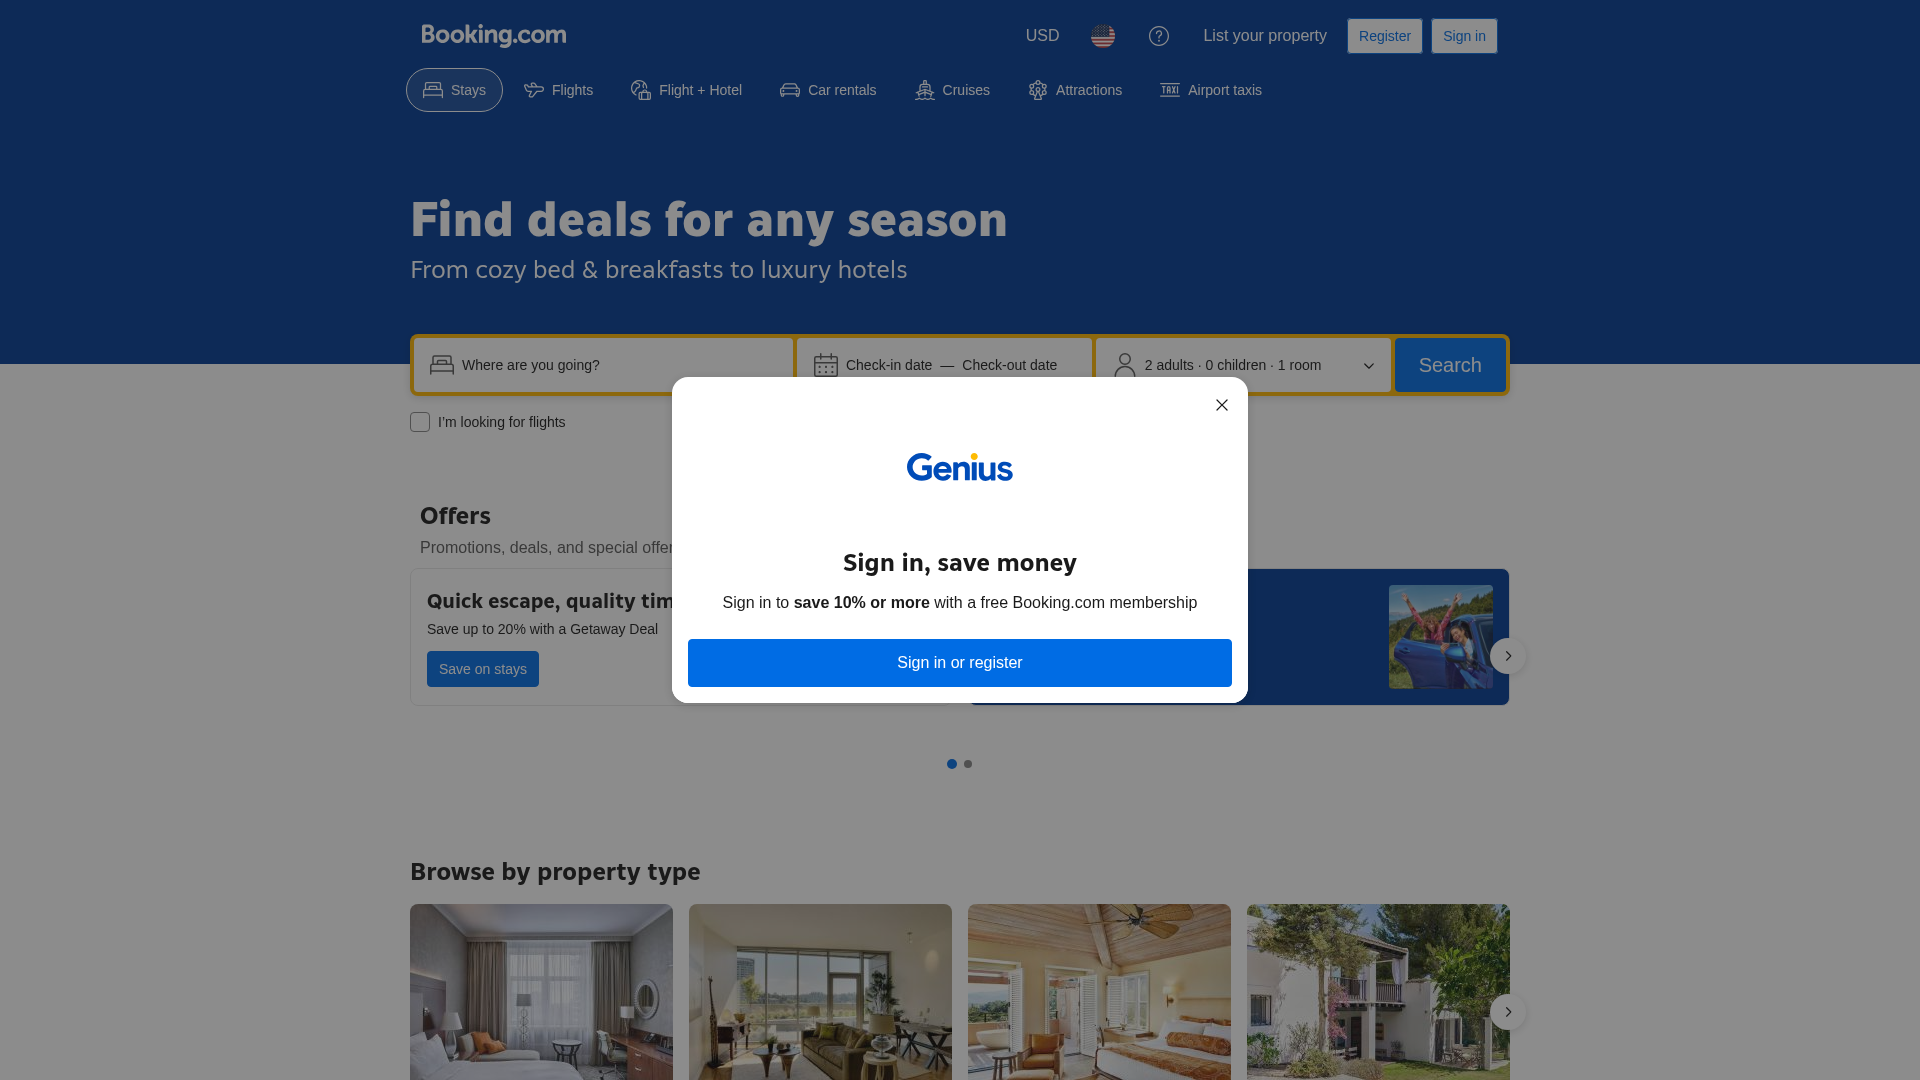 Booking.com
USD
List your property
Register
Sign in
Stays
Flights
Flight + Hotel
Car rentals
Cruises
Attractions
TAXI
Airport taxis
Find deals for any season
From cozy bed & breakfasts to luxury hotels
Where are you going?
Check-in date — Check-out date
2 adults · 0 children · 1 room
Search
I'm looking for flights
Genius
Sign in, save money
Sign in to save 10% or more with a free Booking.com membership
Sign in or register
Offers
Promotions, deals, and special
Quick escape, quality
Save up to 20% with a Getaway Deal
Save on stays
Browse by property type